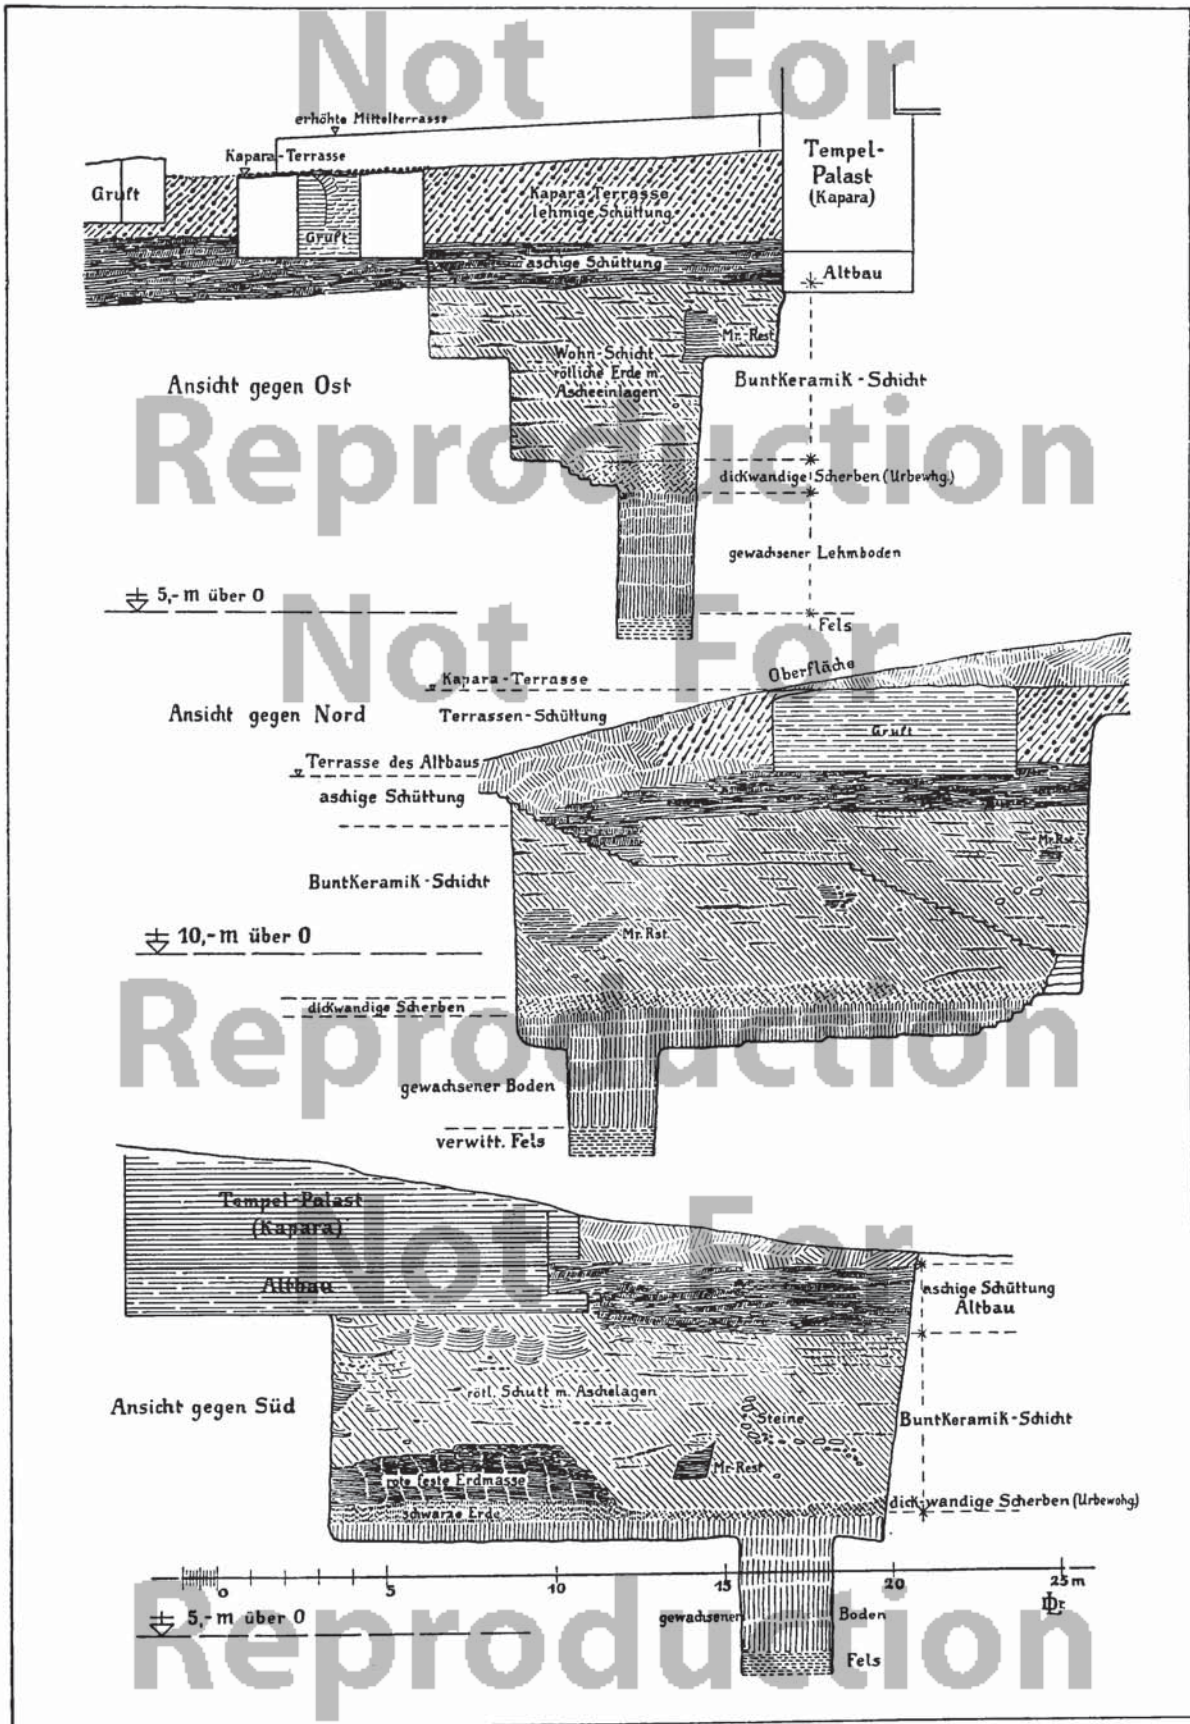 Not For
erhöhte Mittelterrasse
Kapara-Terrasse
Gruft
Gruft
Kapara-Terrasse
lehmige Schüttung
aschige Schüttung
Tempel-
Palast
(Kapara)
Altbau
Mr.-Rest
Wohn-Schicht
rötliche Erde m.
Ascheeinlagen
Ansicht gegen Ost
BuntKeramik-Schicht
Reproduction
dickwandige Scherben (Urbewhg.)
gewachsener Lehmboden
5,-m über 0
Fels
Not For
Kapara-Terrasse
Oberfläche
Ansicht gegen Nord
Terrassen-Schüttung
Gruft
Terrasse des Altbaus
aschige Schüttung
Mr. Rst.
BuntKeramik-Schicht
Mr. Rst.
10,-m über 0
dickwandige Scherben
Reproduction
gewachsener Boden
verwitt. Fels
Tempel-Palast
(Kapara)
Not For
Altbau
aschige Schüttung
Altbau
Ansicht gegen Süd
rötl. Schutt m. Aschelagen
Steine
BuntKeramik-Schicht
Mr-Rest
rote feste Erdmasse
schwarze Erde
dick-wandige Scherben (Urbewohg.)
0 5 10 15 20 25 m
5,-m über 0
gewachsener Boden
Fels
Reproduction